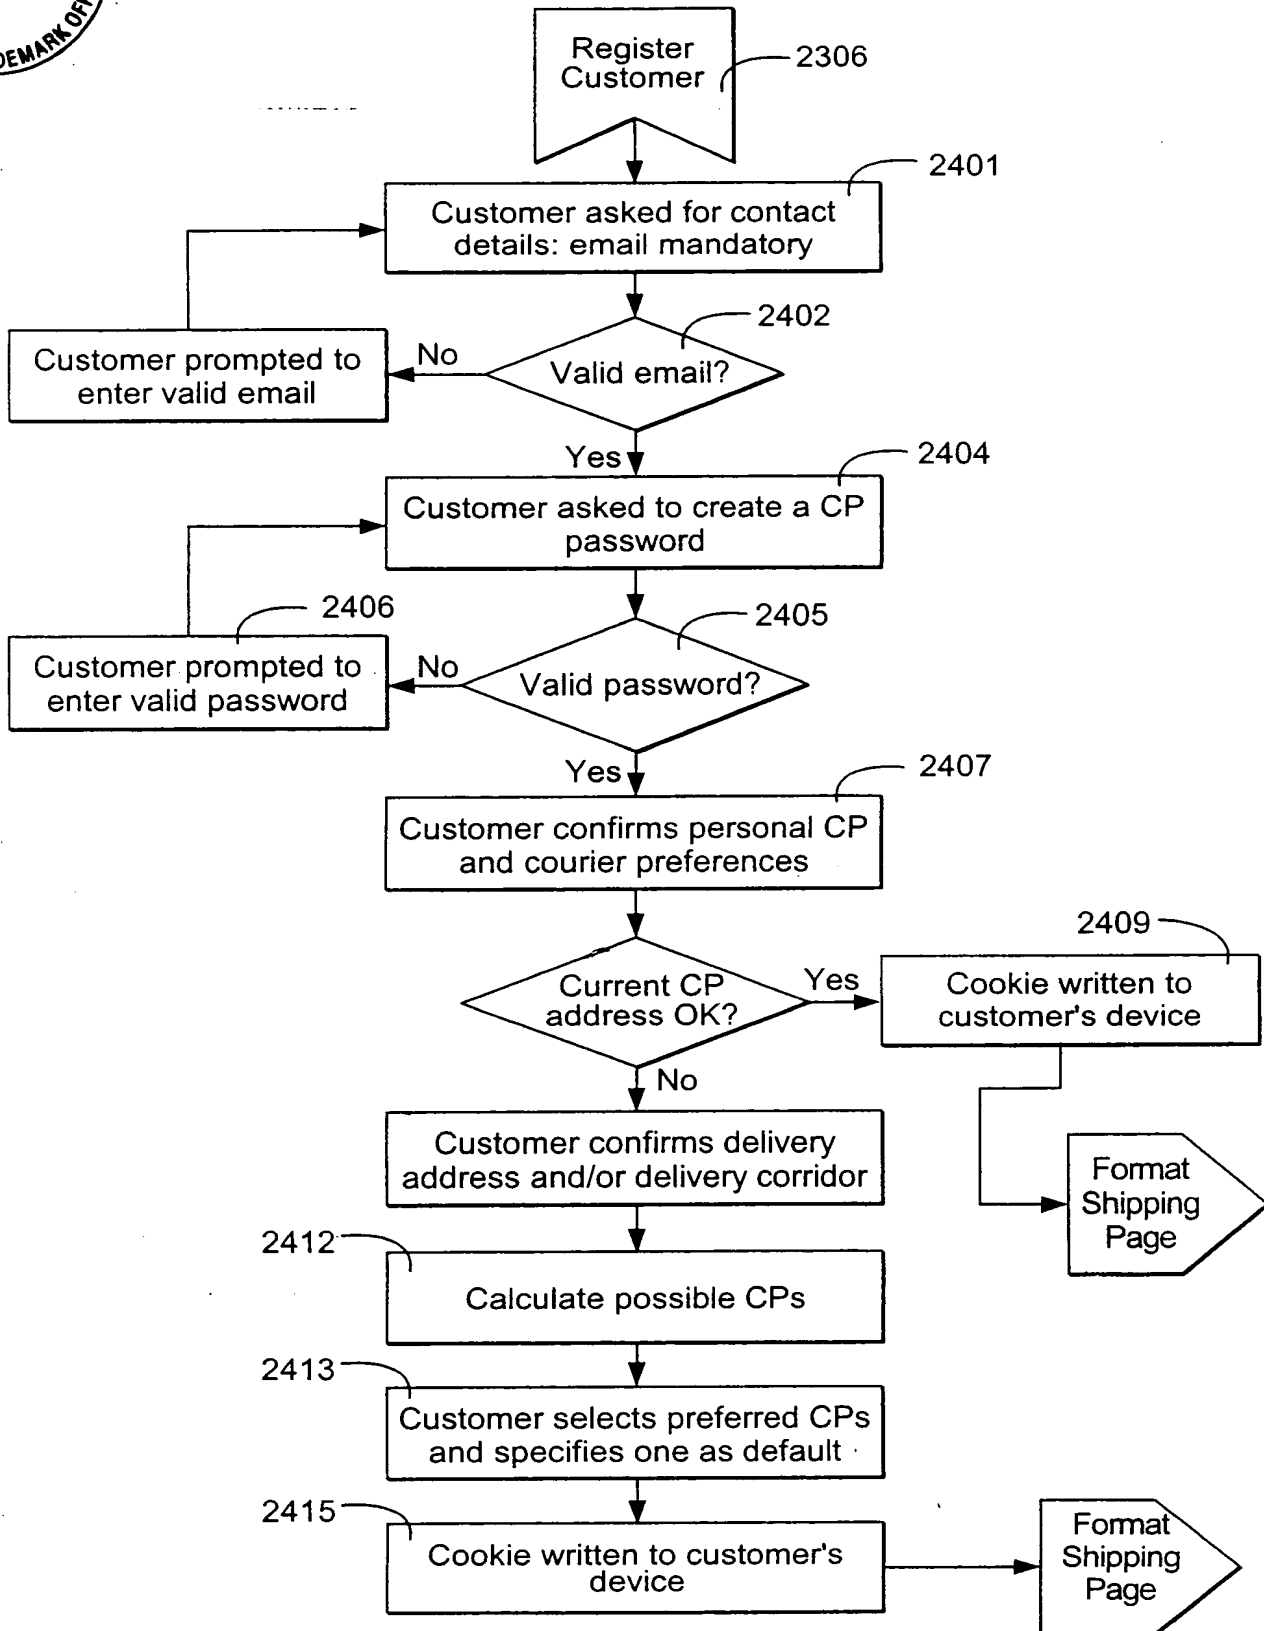 DEMARK OF
Register
Customer
2306
2401
Customer asked for contact
details: email mandatory
2402
Customer prompted to
enter valid email
No
Valid email?
Yes
2404
Customer asked to create a CP
password
2406
2405
Customer prompted to
enter valid password
No
Valid password?
Yes
2407
Customer confirms personal CP
and courier preferences
2409
Current CP
address OK?
Yes
Cookie written to
customer's device
No
Customer confirms delivery
address and/or delivery corridor
Format
Shipping
Page
2412
Calculate possible CPs
2413
Customer selects preferred CPs
and specifies one as default
2415
Cookie written to customer's
device
Format
Shipping
Page